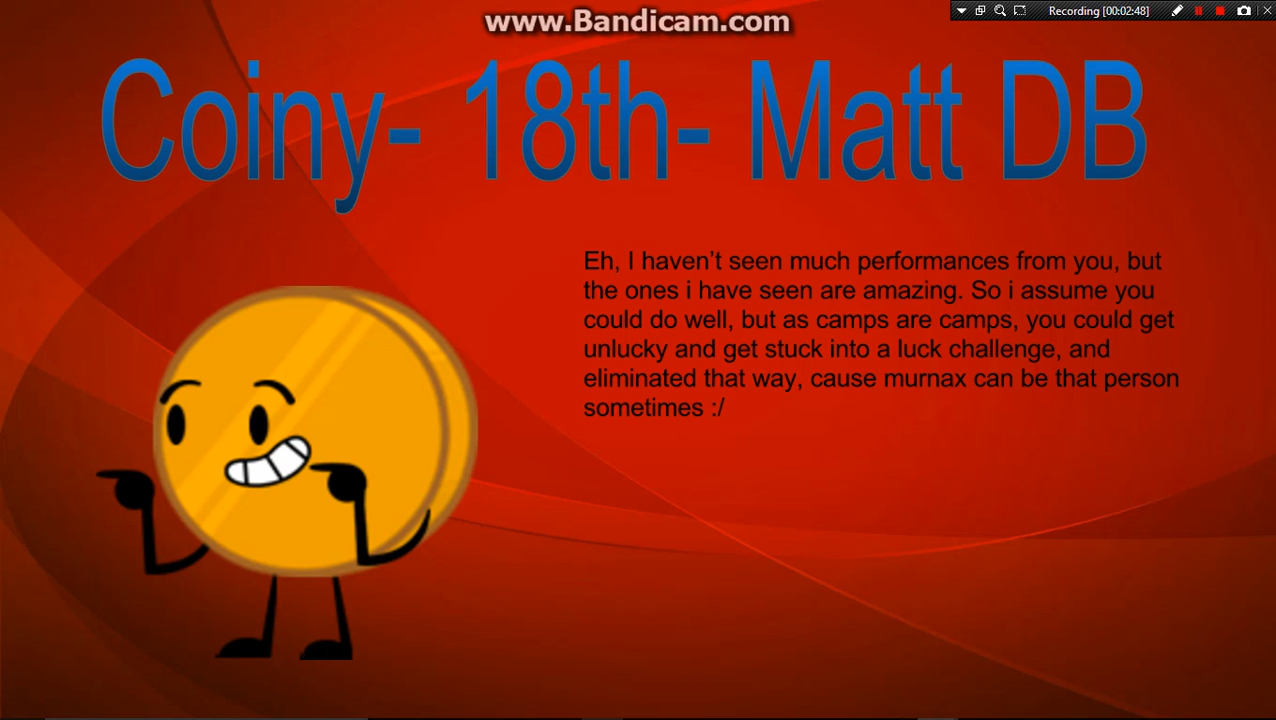 www.Bandicam.com
Recording [00:02:48]
Coiny- 18th- Matt DB
Eh, I haven’t seen much performances from you, but
the ones i have seen are amazing. So i assume you
could do well, but as camps are camps, you could get
unlucky and get stuck into a luck challenge, and
eliminated that way, cause murnax can be that person
sometimes :/